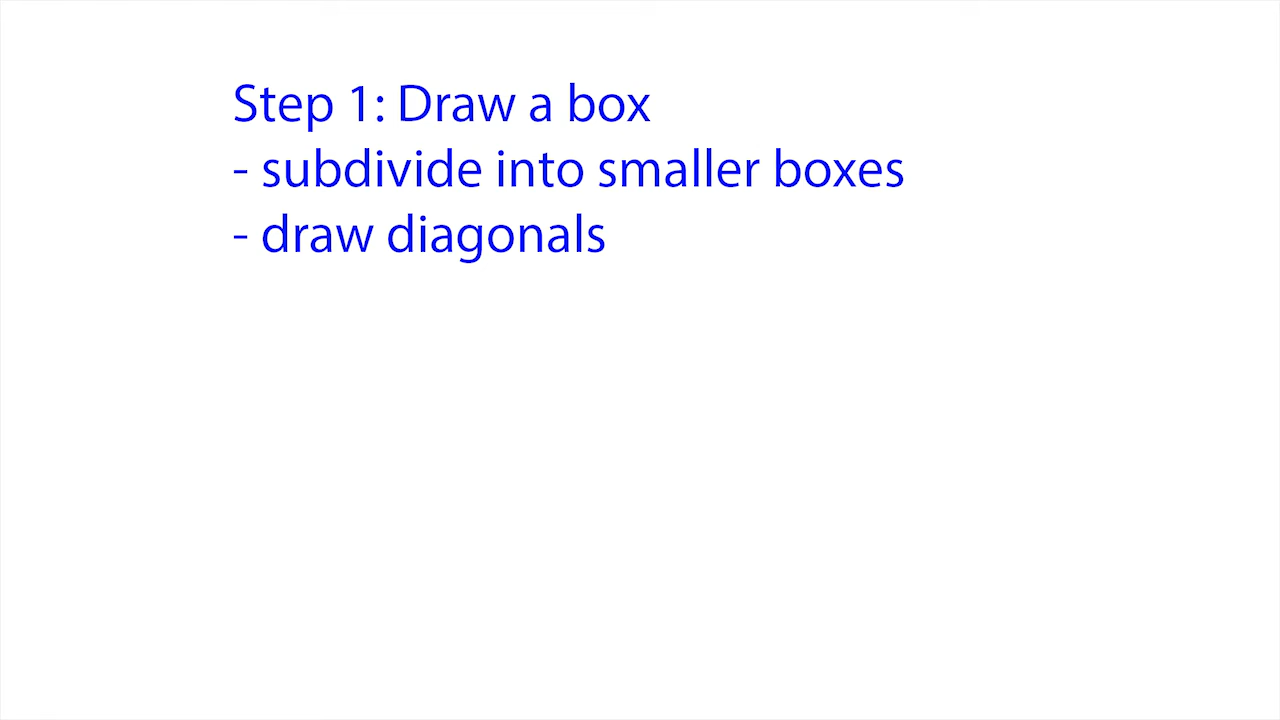 Step 1: Draw a box
- subdivide into smaller boxes
- draw diagonals